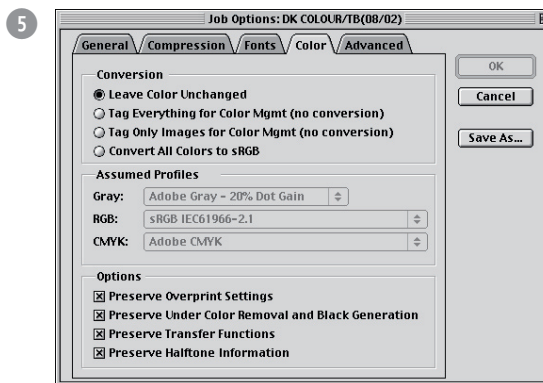 5
Job Options: DK COLOUR/TB(08/02)
General Compression Fonts Color Advanced
Conversion
Leave Color Unchanged
Tag Everything for Color Mgmt (no conversion)
Tag Only Images for Color Mgmt (no conversion)
Convert All Colors to sRGB
Assumed Profiles
Gray: Adobe Gray - 20% Dot Gain
RGB: sRGB IEC61966-2.1
CMYK: Adobe CMYK
Options
Preserve Overprint Settings
Preserve Under Color Removal and Black Generation
Preserve Transfer Functions
Preserve Halftone Information
OK
Cancel
Save As...